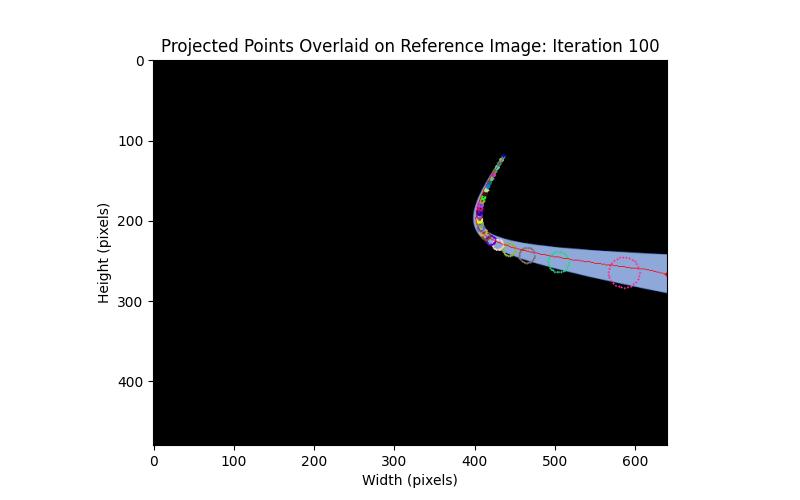 Projected Points Overlaid on Reference Image: Iteration 100
0
100
200
300
400
Height (pixels)
0 100 200 300 400 500 600
Width (pixels)